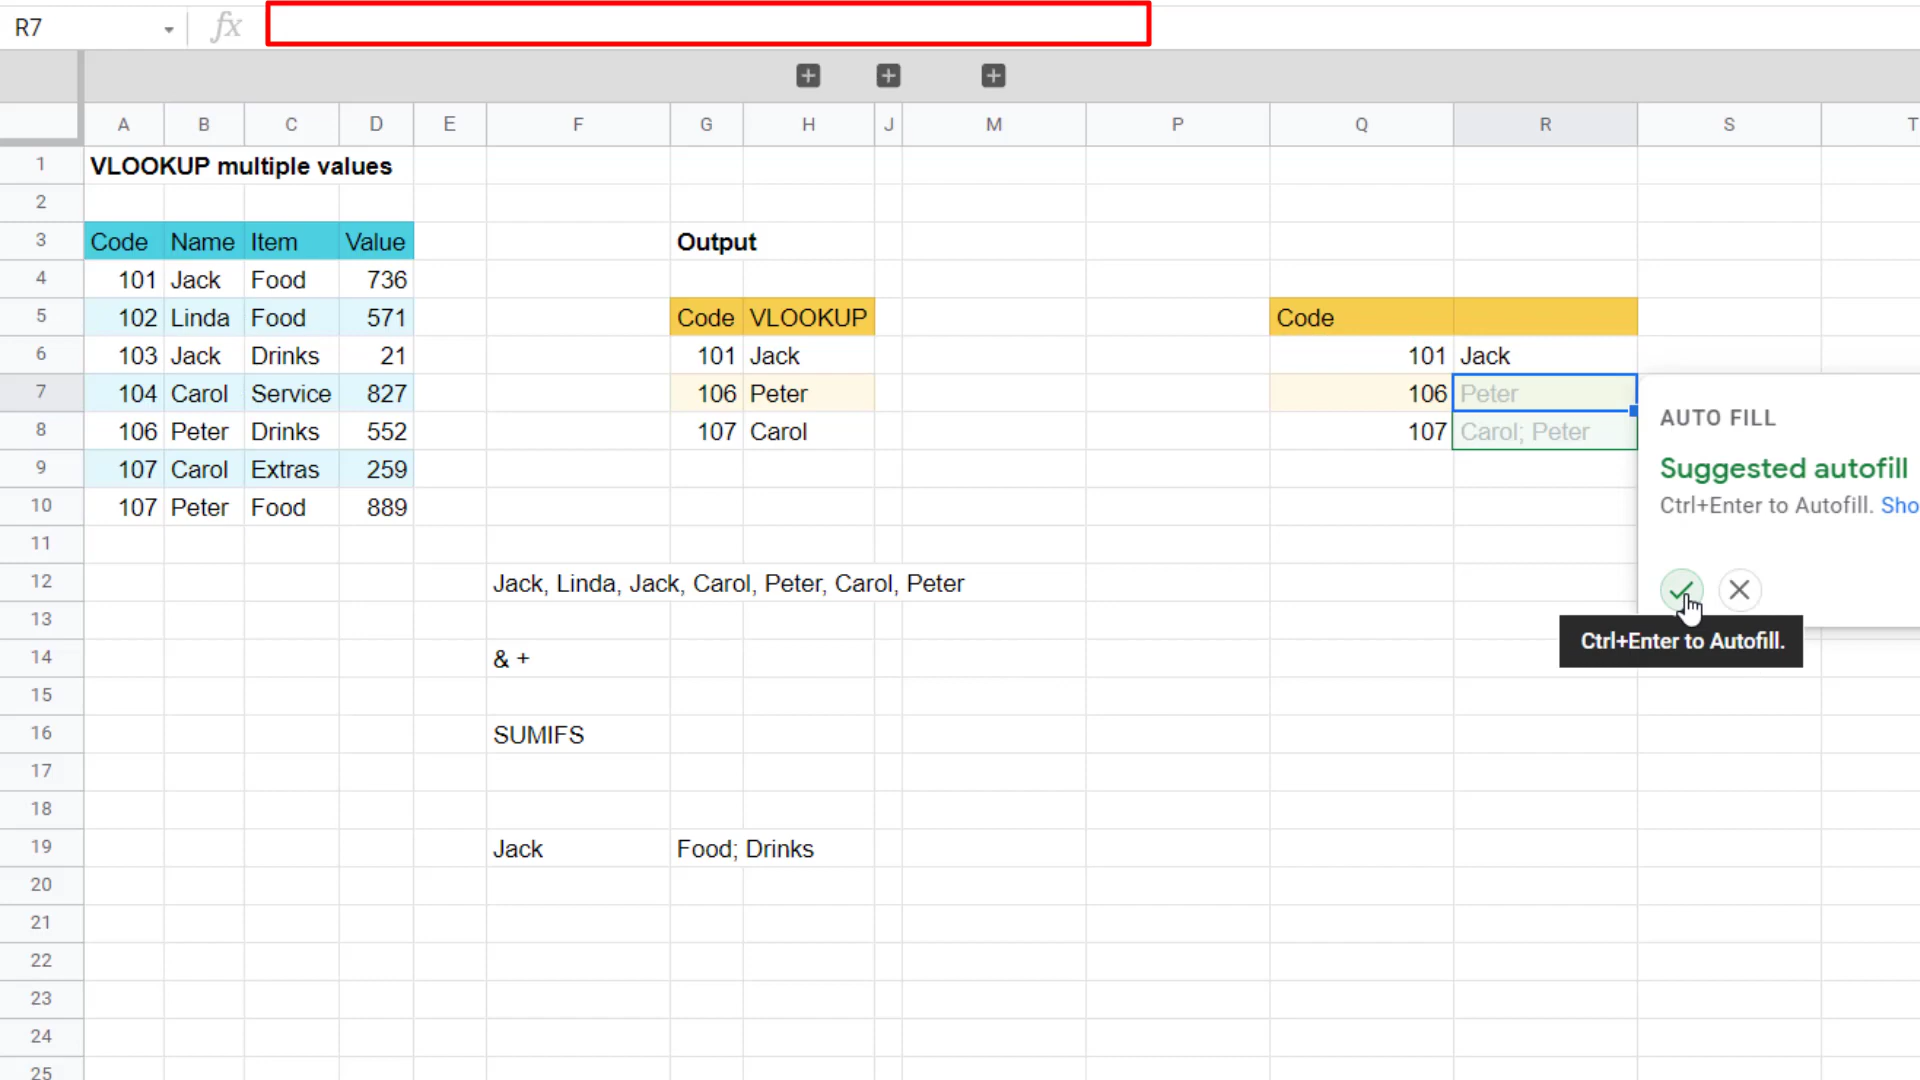 R7 fx
A B C D E F G H J M P Q R S T
1 VLOOKUP multiple values
2
3 Code Name Item Value Output
4 101 Jack Food 736
5 102 Linda Food 571 Code VLOOKUP Code
6 103 Jack Drinks 21 101 Jack 101 Jack
7 104 Carol Service 827 106 Peter 106 Peter
8 106 Peter Drinks 552 107 Carol 107 Carol; Peter
9 107 Carol Extras 259
10 107 Peter Food 889
11
12 Jack, Linda, Jack, Carol, Peter, Carol, Peter
13
14 & +
15
16 SUMIFS
17
18
19 Jack Food; Drinks
20
21
22
23
24
25
AUTO FILL
Suggested autofill
Ctrl+Enter to Autofill. Sho
Ctrl+Enter to Autofill.